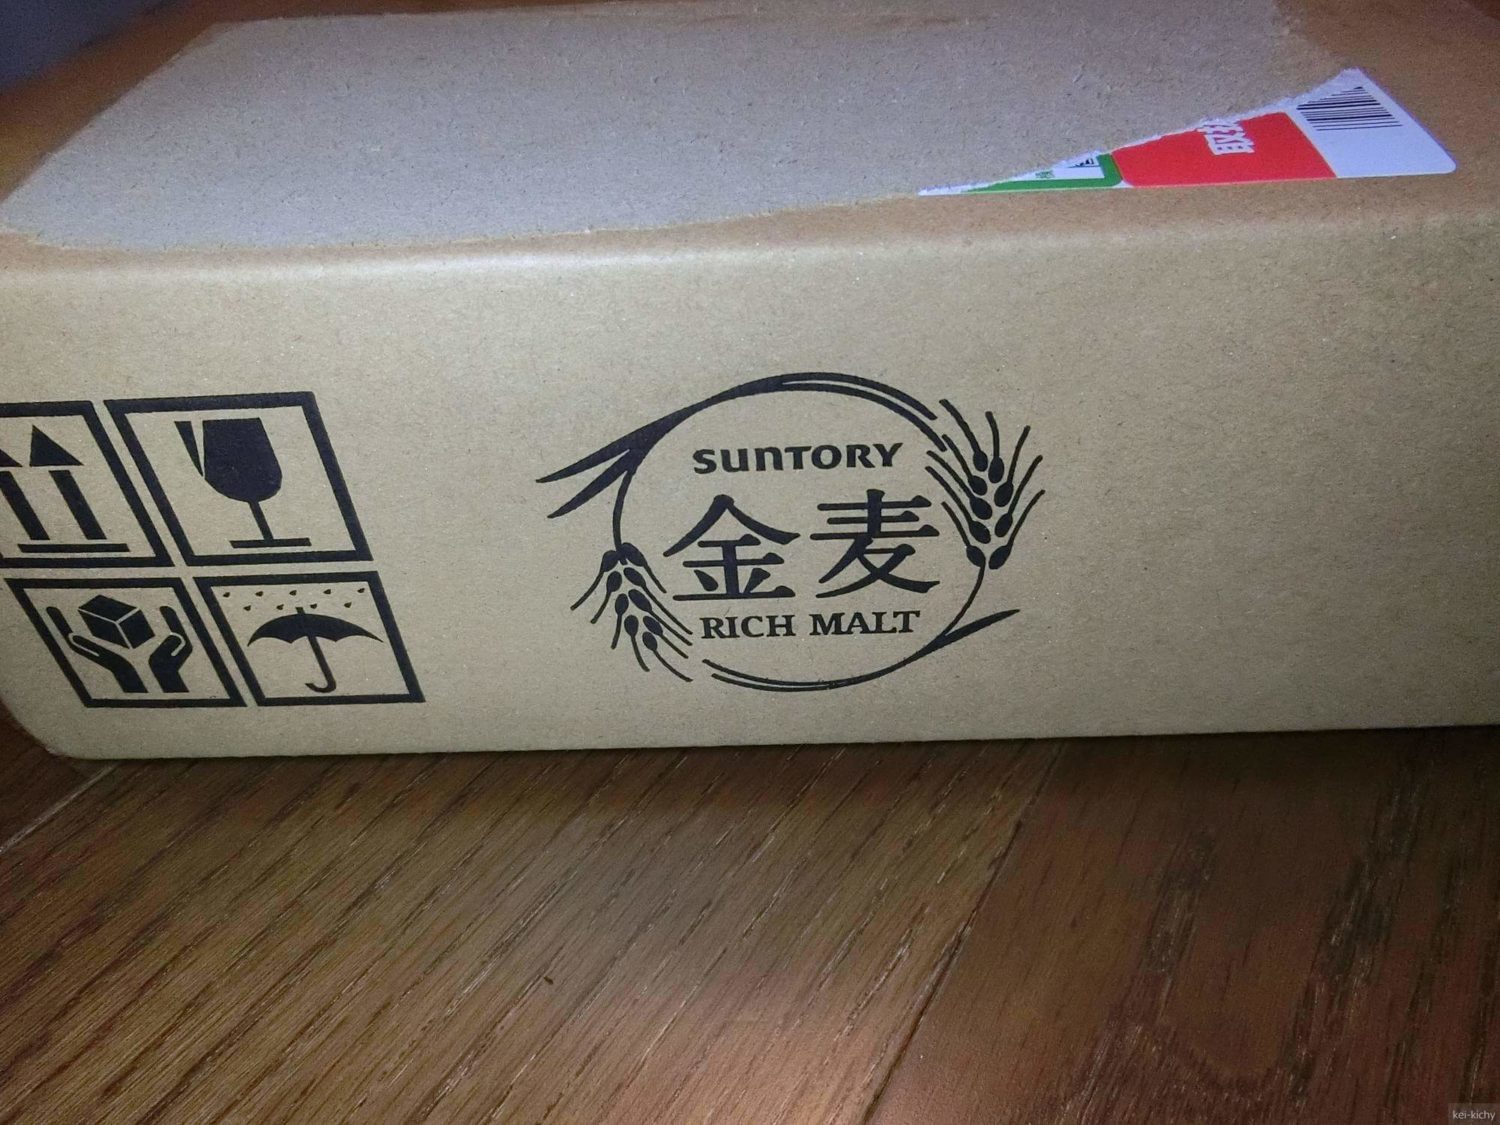 SUNTORY
金麦
RICH MALT
kei-kichy